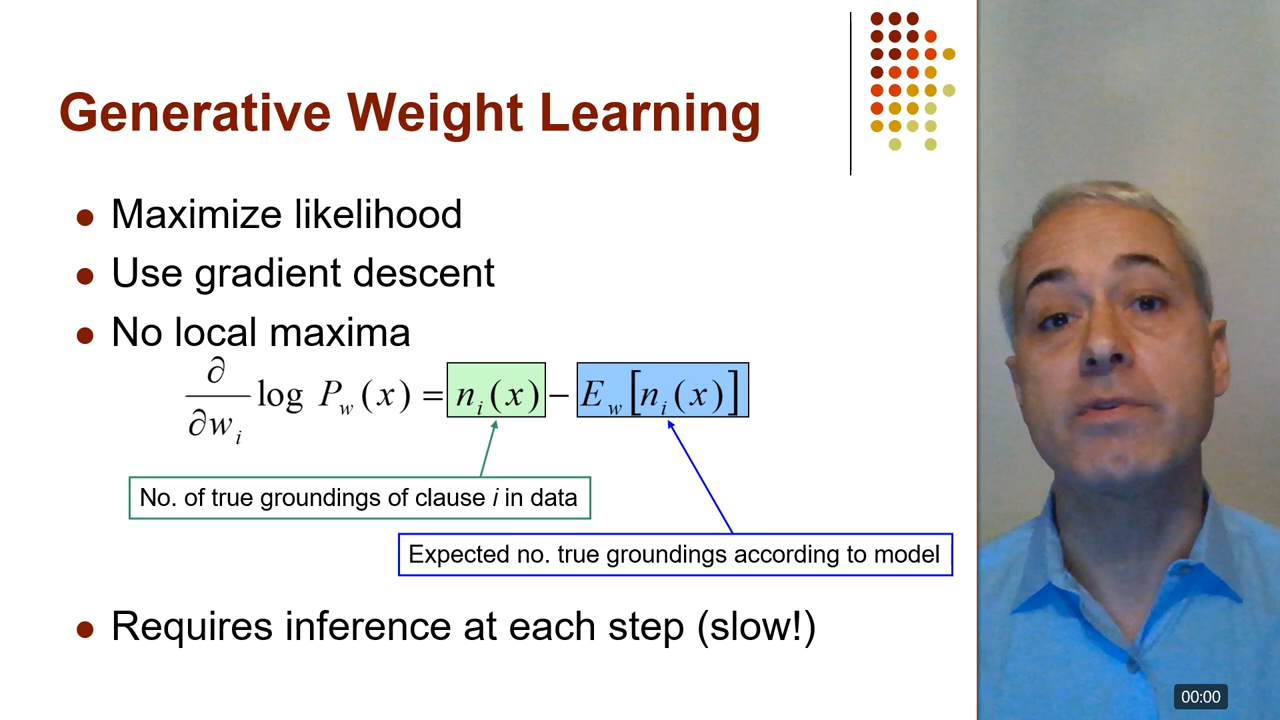 Generative Weight Learning
● Maximize likelihood
● Use gradient descent
● No local maxima
∂/∂w_i log P_w(x) = n_i(x) − E_w[n_i(x)]
No. of true groundings of clause i in data
Expected no. true groundings according to model
● Requires inference at each step (slow!)
00:00